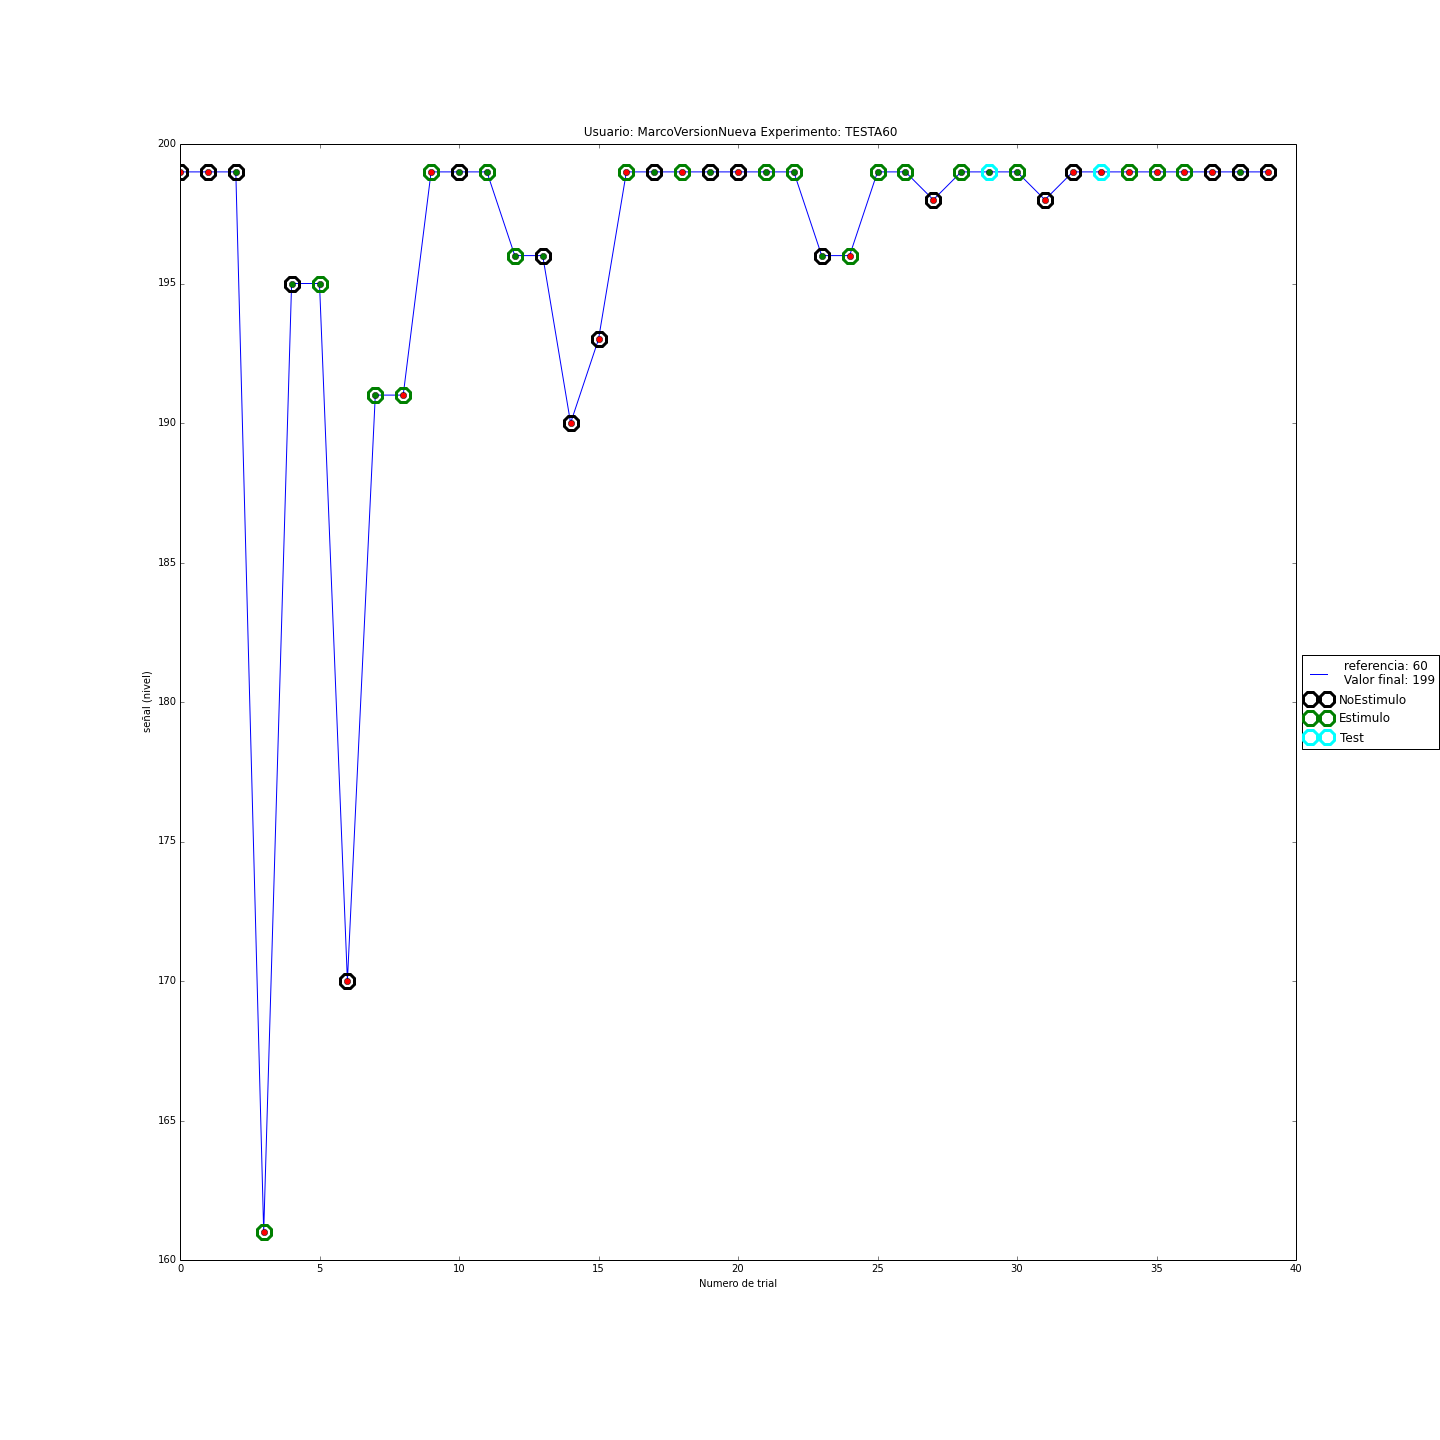 Usuario: MarcoVersionNueva Experimento: TESTA60
200
195
190
185
180
175
170
165
160
señal (nivel)
0 5 10 15 20 25 30 35 40
Numero de trial
referencia: 60
Valor final: 199
NoEstimulo
Estimulo
Test